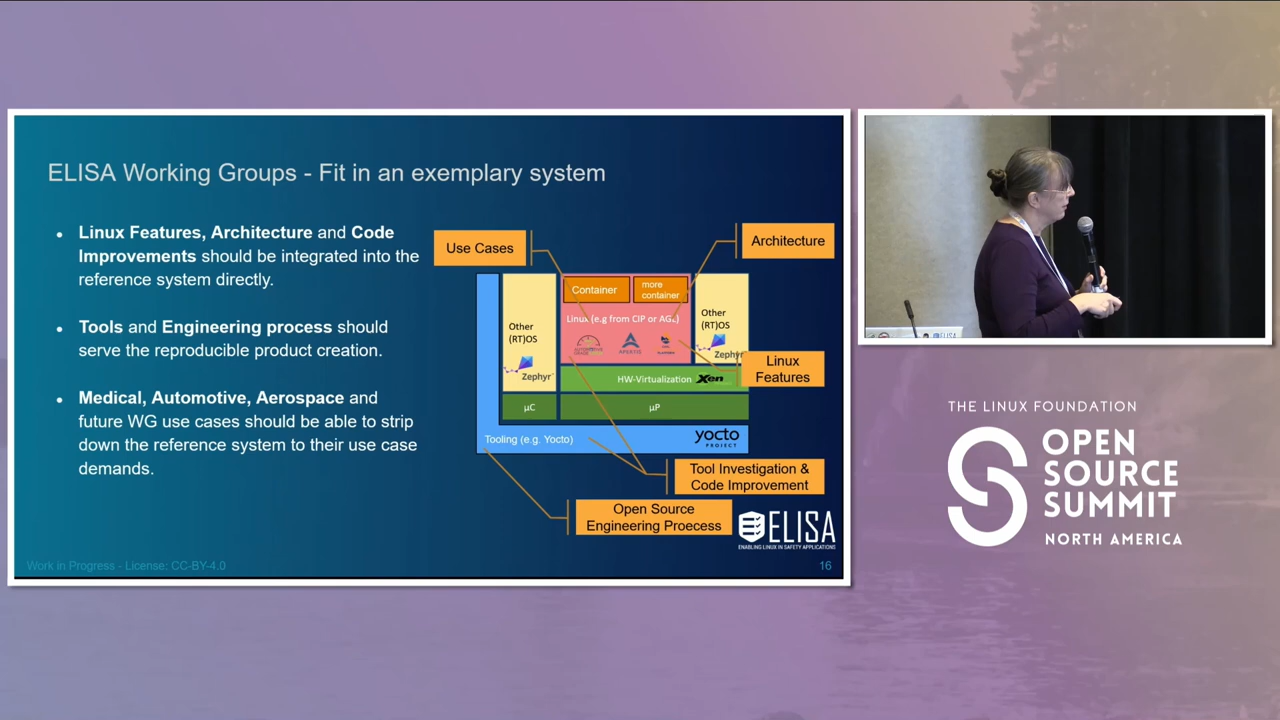 ELISA Working Groups - Fit in an exemplary system
• Linux Features, Architecture and Code
Improvements should be integrated into the
reference system directly.
• Tools and Engineering process should
serve the reproducible product creation.
• Medical, Automotive, Aerospace and
future WG use cases should be able to strip
down the reference system to their use case
demands.
Use Cases
Architecture
Container
more
container
Other
(RT)OS
Linux (e.g from CIP or AGL)
Other
(RT)OS
APERTIS
Zephyr
Zephyr
Linux
Features
HW-Virtualization Xen
µC
µP
Tooling (e.g. Yocto)
yocto
PROJECT
Tool Investigation &
Code Improvement
Open Source
Engineering Proecess
ELISA
ENABLING LINUX IN SAFETY APPLICATIONS
Work in Progress - License: CC-BY-4.0
16
THE LINUX FOUNDATION
OPEN
SOURCE
SUMMIT
NORTH AMERICA